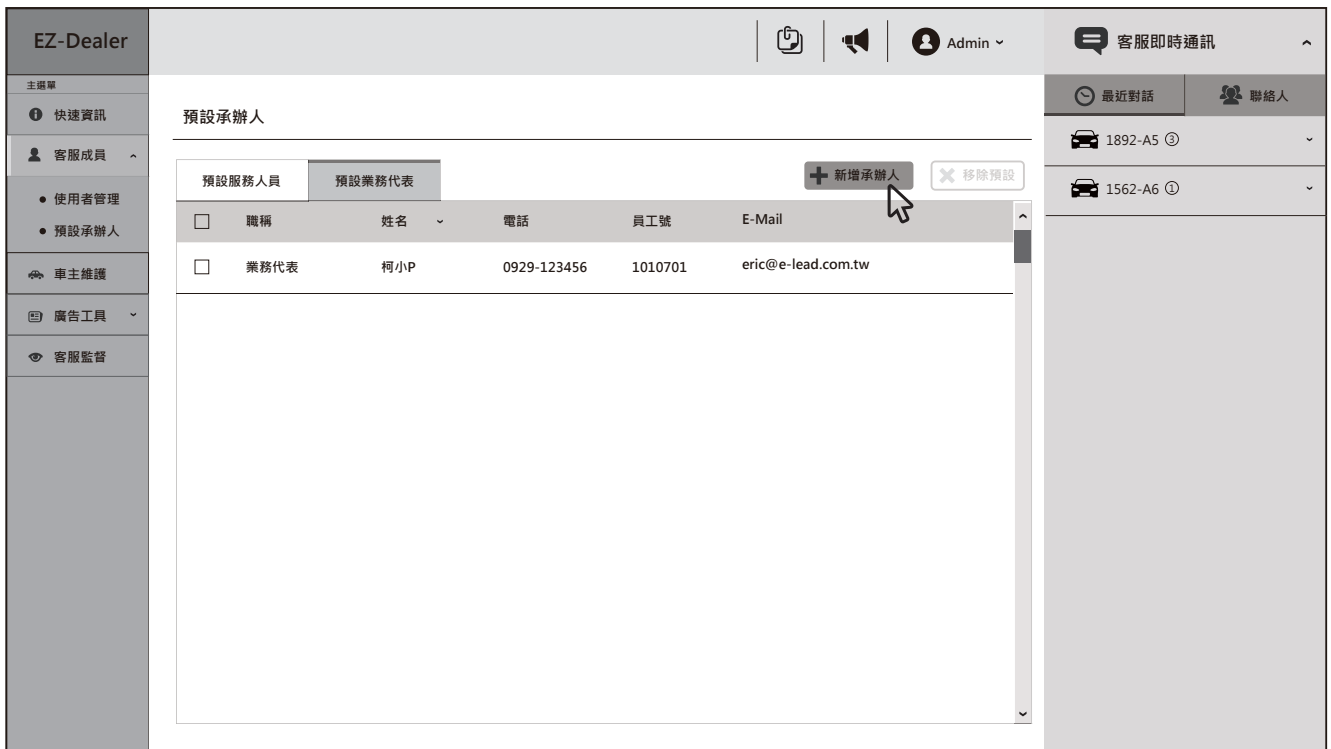 EZ-Dealer
Admin
主選單
快速資訊
客服成員
使用者管理
預設承辦人
車主維護
廣告工具
客服監督
預設承辦人
預設服務人員 預設業務代表
新增承辦人 移除預設
職稱 姓名 電話 員工號 E-Mail
業務代表 柯小P 0929-123456 1010701 eric@e-lead.com.tw
客服即時通訊
最近對話 聯絡人
1892-A5 ③
1562-A6 ①